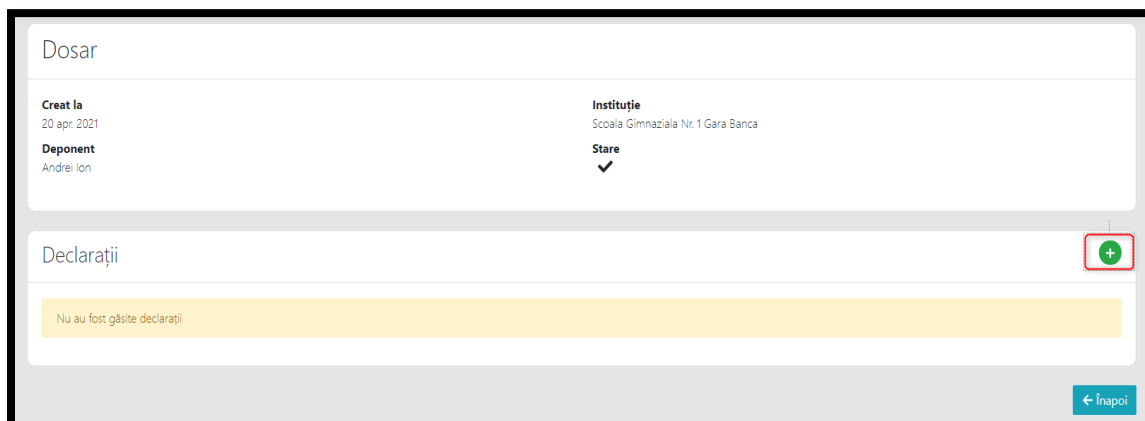 Dosar
Creat la
20 apr. 2021
Instituție
Scoala Gimnaziala Nr. 1 Gara Banca
Deponent
Andrei Ion
Stare
Declarații
Nu au fost găsite declarații
Înapoi